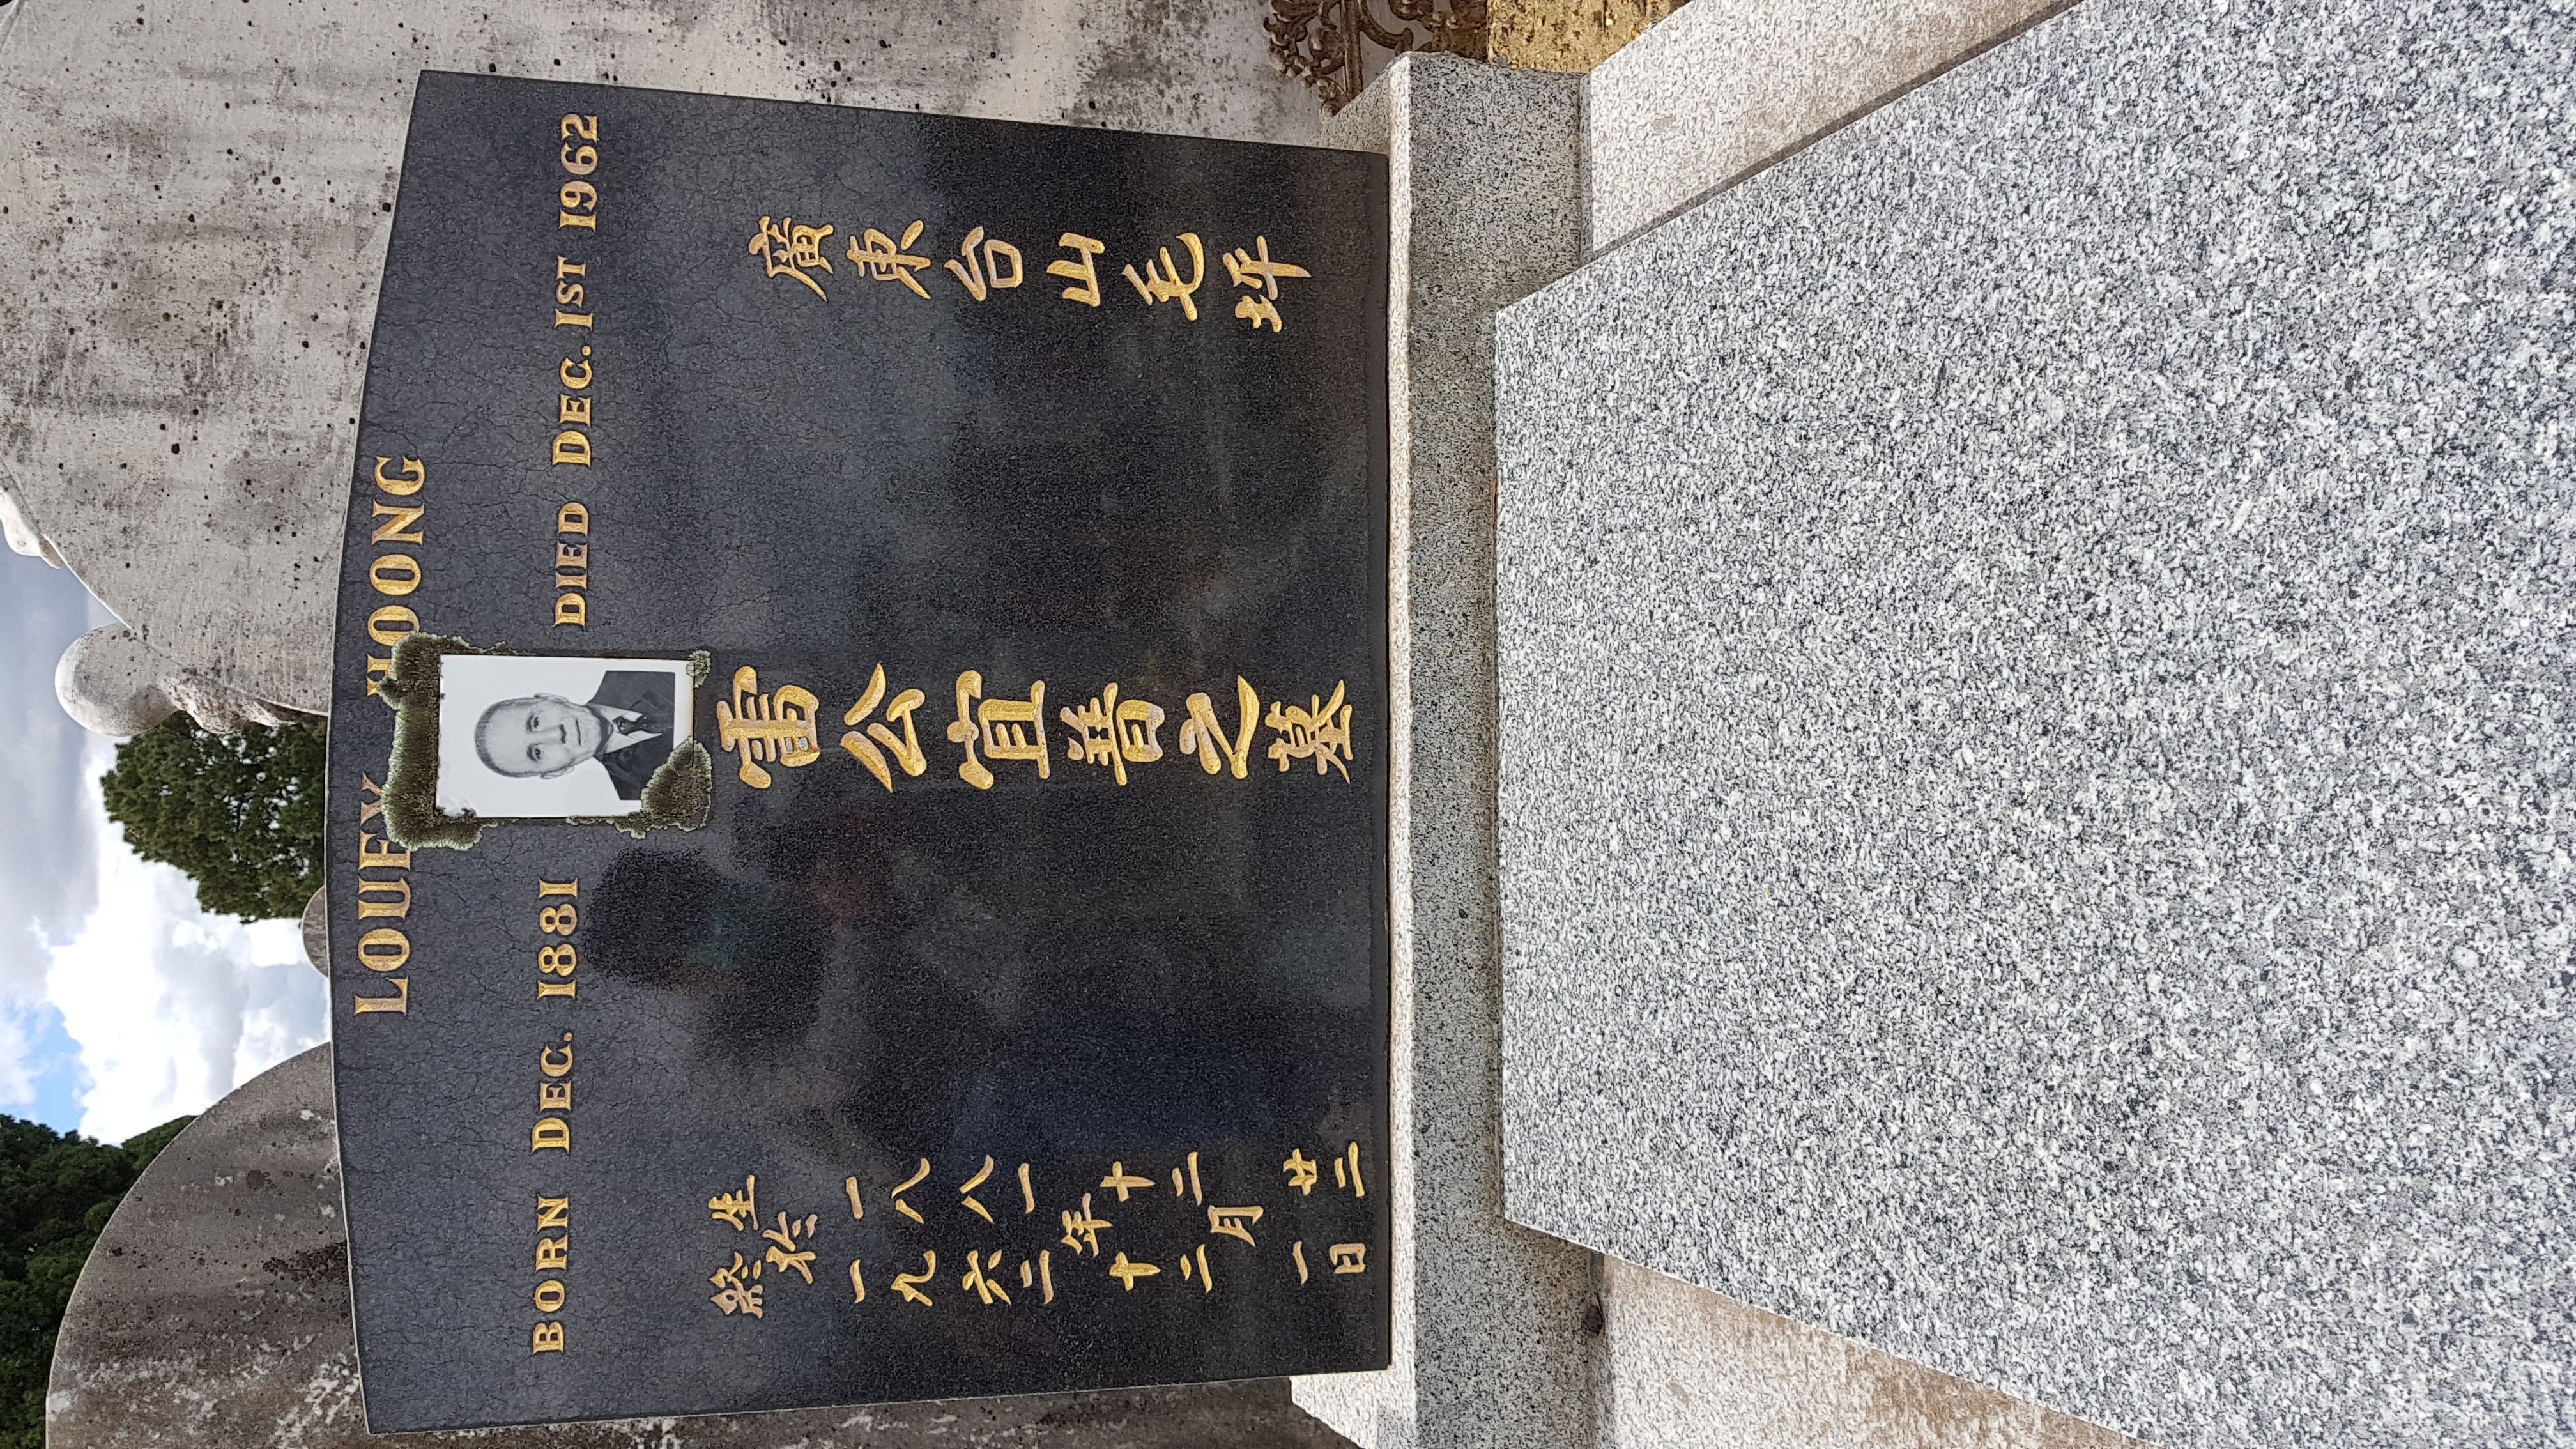 LOUEY HOONG
BORN DEC. 1881
DIED DEC. 1ST 1962
廣東台山毛坪
雷公宜普之墓
生於一八八一年十二月廿二
終於一九六二年十二月一日